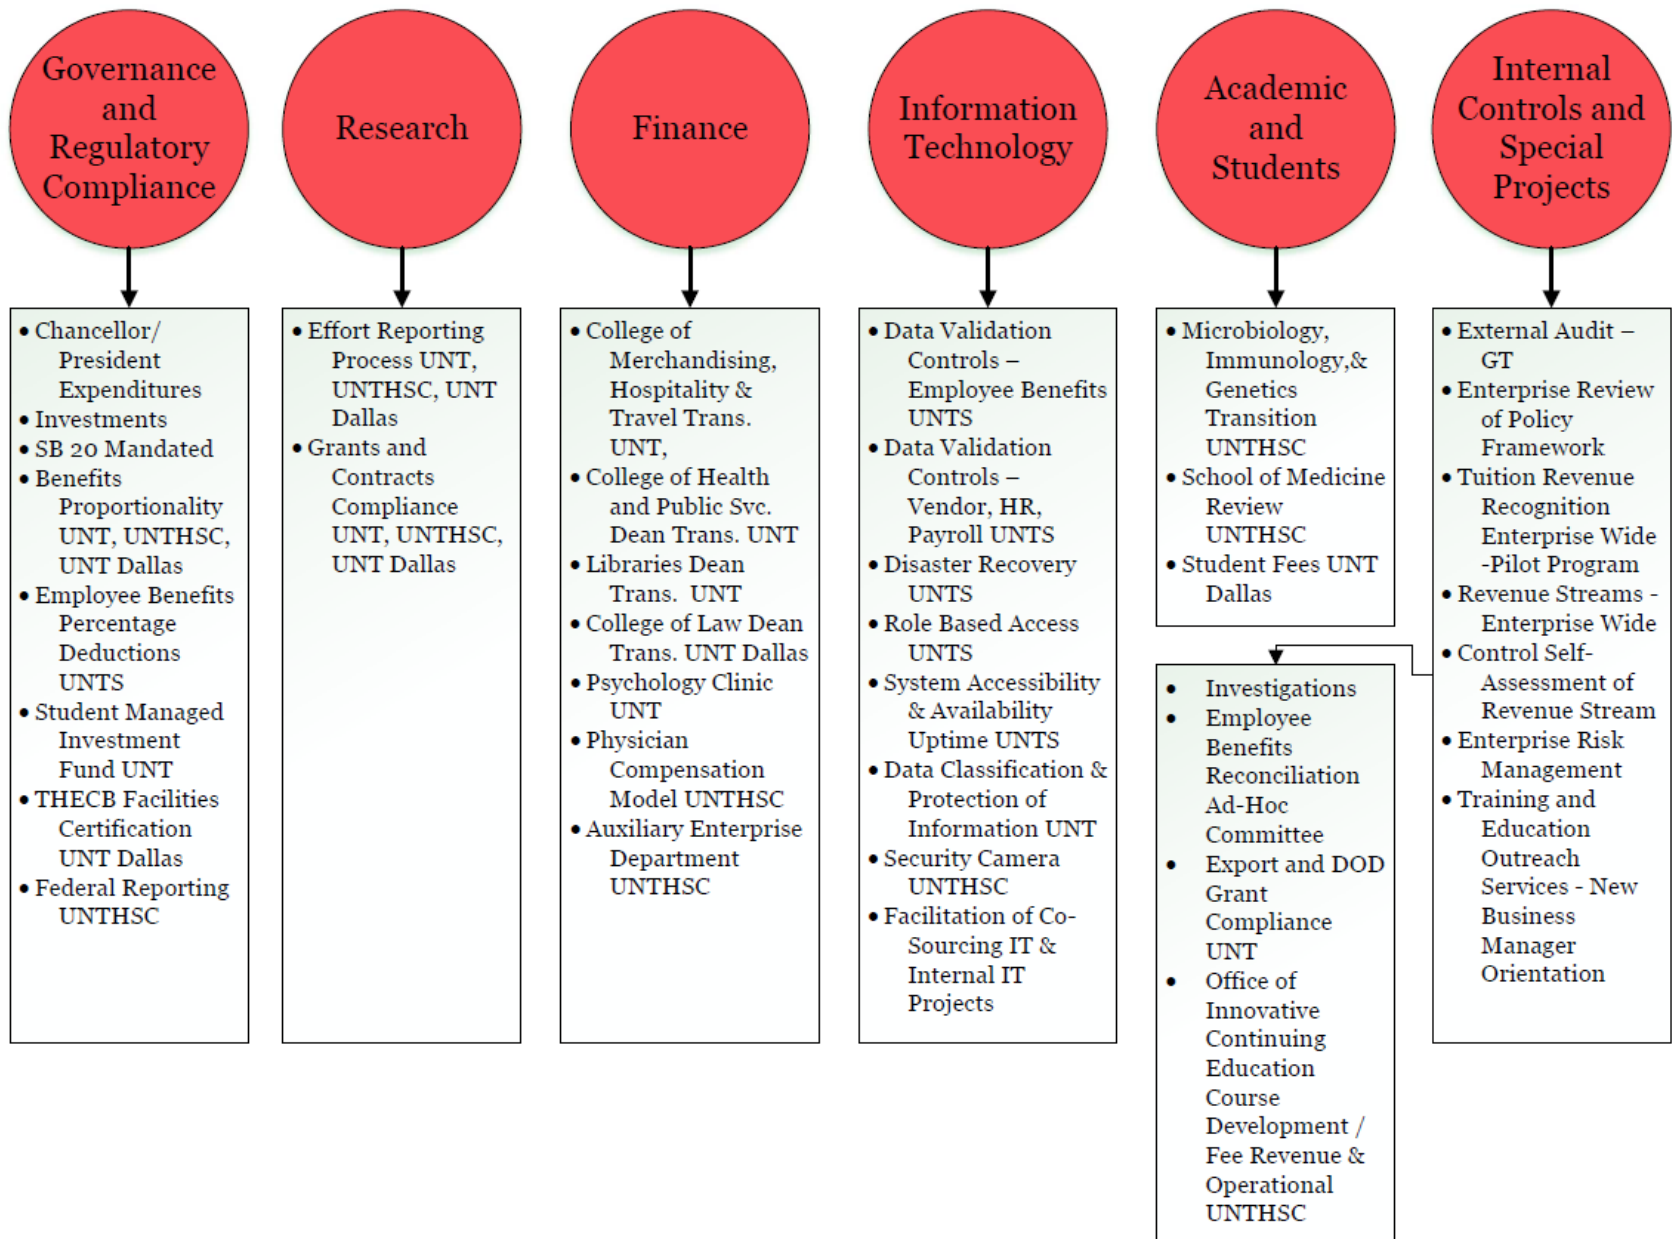 Governance
and
Regulatory
Compliance
Research
Finance
Information
Technology
Academic
and
Students
Internal
Controls and
Special
Projects
• Chancellor/
President
Expenditures
• Investments
• SB 20 Mandated
• Benefits
Proportionality
UNT, UNTHSC,
UNT Dallas
• Employee Benefits
Percentage
Deductions
UNTS
• Student Managed
Investment
Fund UNT
• THECB Facilities
Certification
UNT Dallas
• Federal Reporting
UNTHSC
• Effort Reporting
Process UNT,
UNTHSC, UNT
Dallas
• Grants and
Contracts
Compliance
UNT, UNTHSC,
UNT Dallas
• College of
Merchandising,
Hospitality &
Travel Trans.
UNT,
• College of Health
and Public Svc.
Dean Trans. UNT
• Libraries Dean
Trans. UNT
• College of Law Dean
Trans. UNT Dallas
• Psychology Clinic
UNT
• Physician
Compensation
Model UNTHSC
• Auxiliary Enterprise
Department
UNTHSC
• Data Validation
Controls –
Employee Benefits
UNTS
• Data Validation
Controls –
Vendor, HR,
Payroll UNTS
• Disaster Recovery
UNTS
• Role Based Access
UNTS
• System Accessibility
& Availability
Uptime UNTS
• Data Classification &
Protection of
Information UNT
• Security Camera
UNTHSC
• Facilitation of Co-
Sourcing IT &
Internal IT
Projects
• Microbiology,
Immunology,&
Genetics
Transition
UNTHSC
• School of Medicine
Review
UNTHSC
• Student Fees UNT
Dallas
• Investigations
• Employee
Benefits
Reconciliation
Ad-Hoc
Committee
• Export and DOD
Grant
Compliance
UNT
• Office of
Innovative
Continuing
Education
Course
Development /
Fee Revenue &
Operational
UNTHSC
• External Audit –
GT
• Enterprise Review
of Policy
Framework
• Tuition Revenue
Recognition
Enterprise Wide
-Pilot Program
• Revenue Streams -
Enterprise Wide
• Control Self-
Assessment of
Revenue Stream
• Enterprise Risk
Management
• Training and
Education
Outreach
Services - New
Business
Manager
Orientation